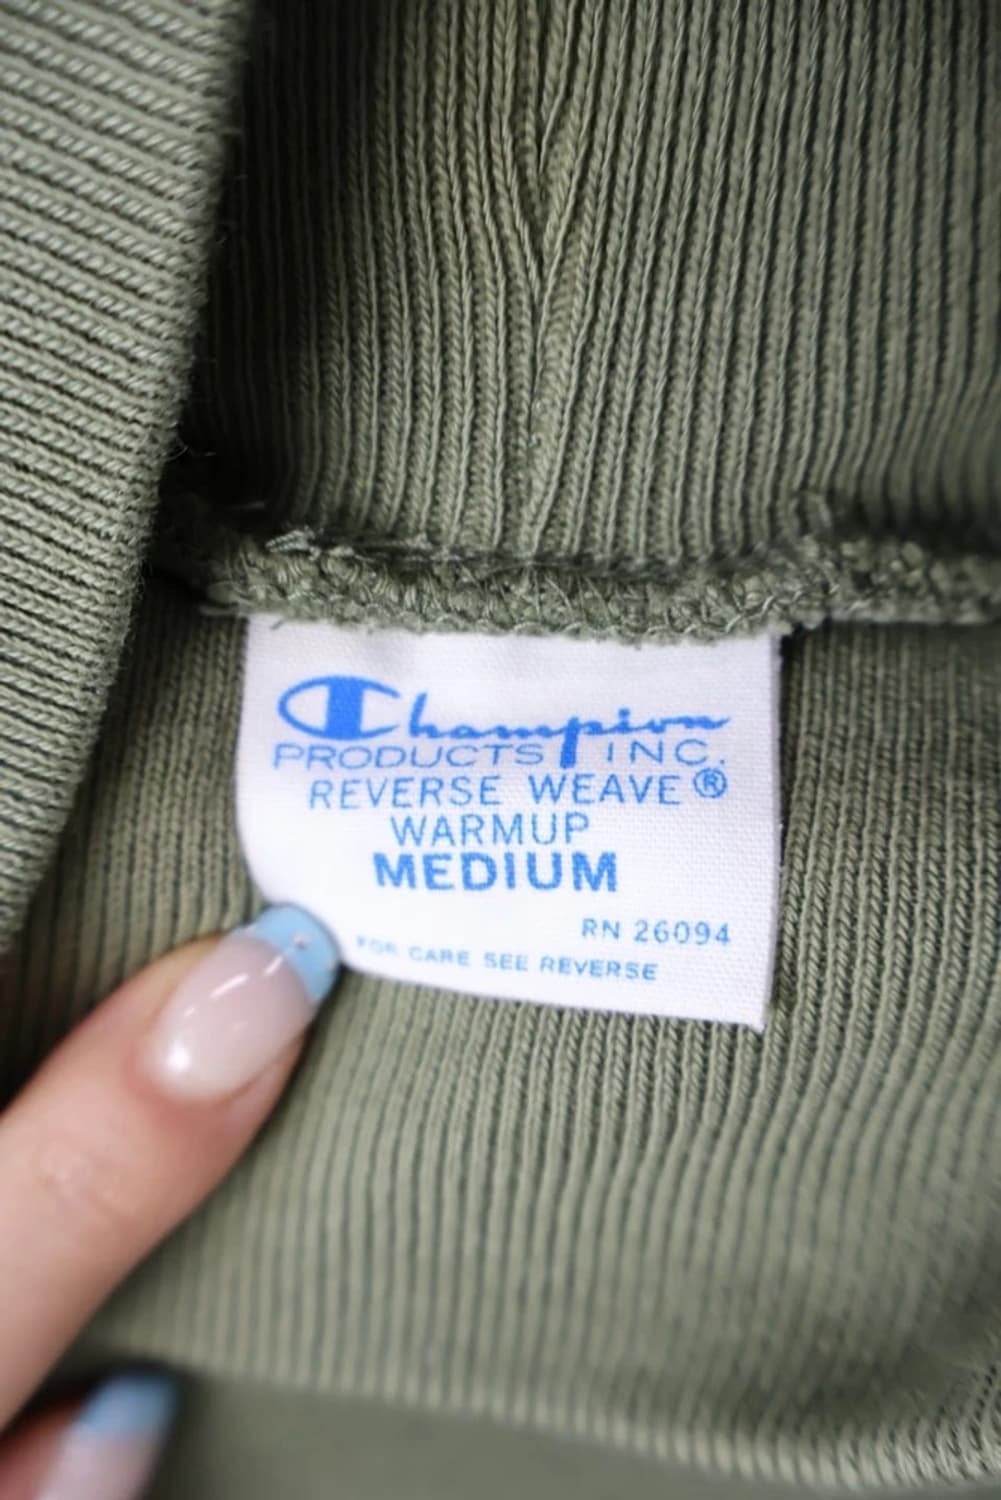 Champion
PRODUCTS INC.
REVERSE WEAVE®
WARMUP
MEDIUM
RN 26094
FOR CARE SEE REVERSE